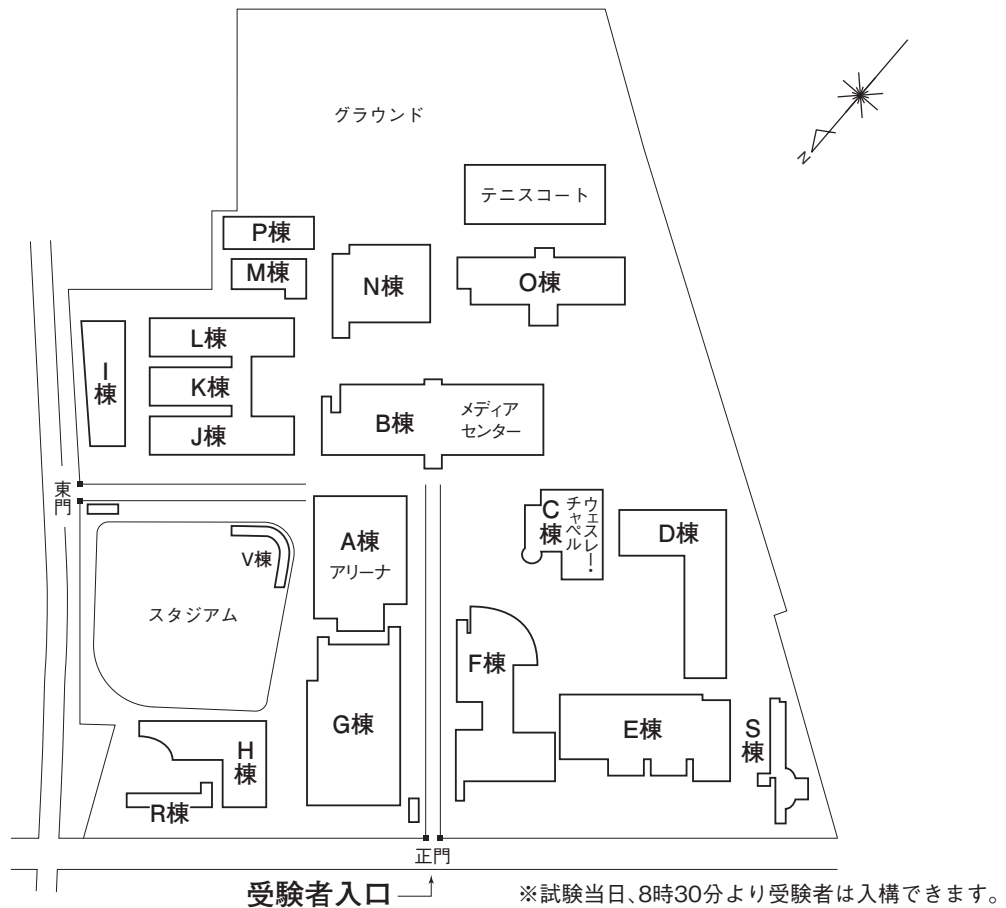 グラウンド
テニスコート
N
P棟
M棟
N棟
O棟
L棟
I棟
K棟
J棟
B棟
メディア
センター
東門
A棟
アリーナ
V棟
スタジアム
C棟
ウェスレー・
チャペル
D棟
F棟
G棟
E棟
S棟
H棟
R棟
正門
受験者入口
※試験当日、8時30分より受験者は入構できます。